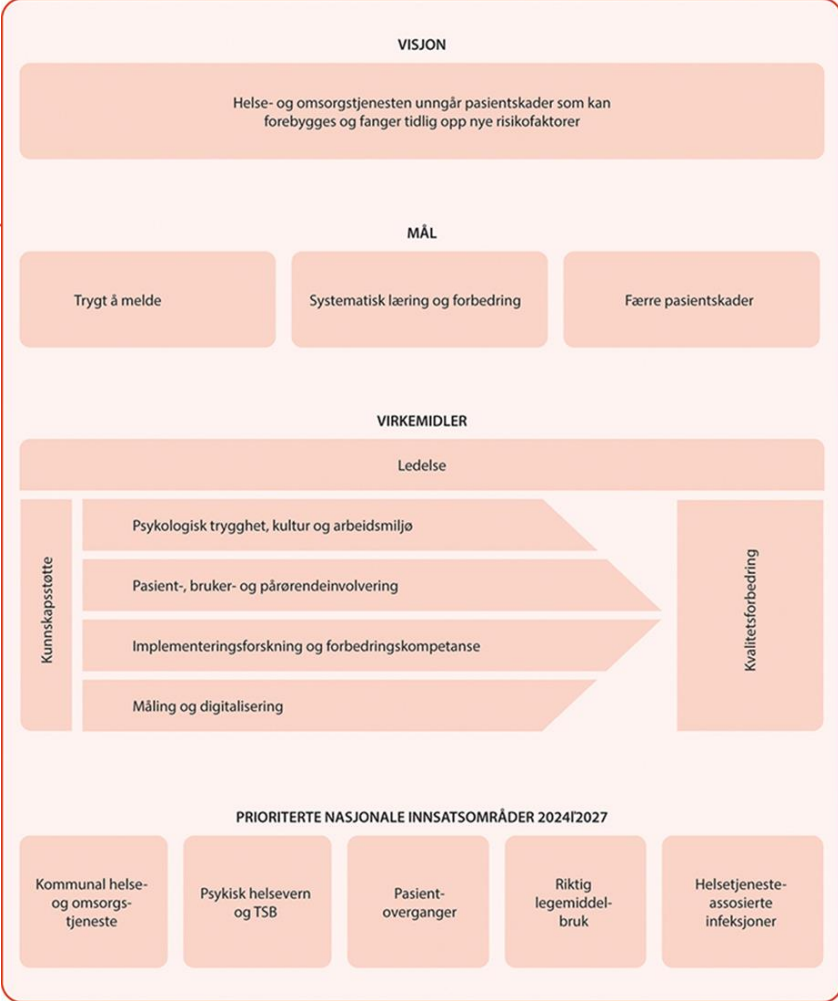 VISJON
Helse- og omsorgstjenesten unngår pasientskader som kan
forebygges og fanger tidlig opp nye risikofaktorer
MÅL
Trygt å melde
Systematisk læring og forbedring
Færre pasientskader
VIRKEMIDLER
Ledelse
Kunnskapsstøtte
Psykologisk trygghet, kultur og arbeidsmiljø
Pasient-, bruker- og pårørendeinvolvering
Implementeringsforskning og forbedringskompetanse
Måling og digitalisering
Kvalitetsforbedring
PRIORITERTE NASJONALE INNSATSOMRÅDER 2024ľ2027
Kommunal helse-
og omsorgs-
tjeneste
Psykisk helsevern
og TSB
Pasient-
overganger
Riktig
legemiddel-
bruk
Helsetjeneste-
assosierte
infeksjoner